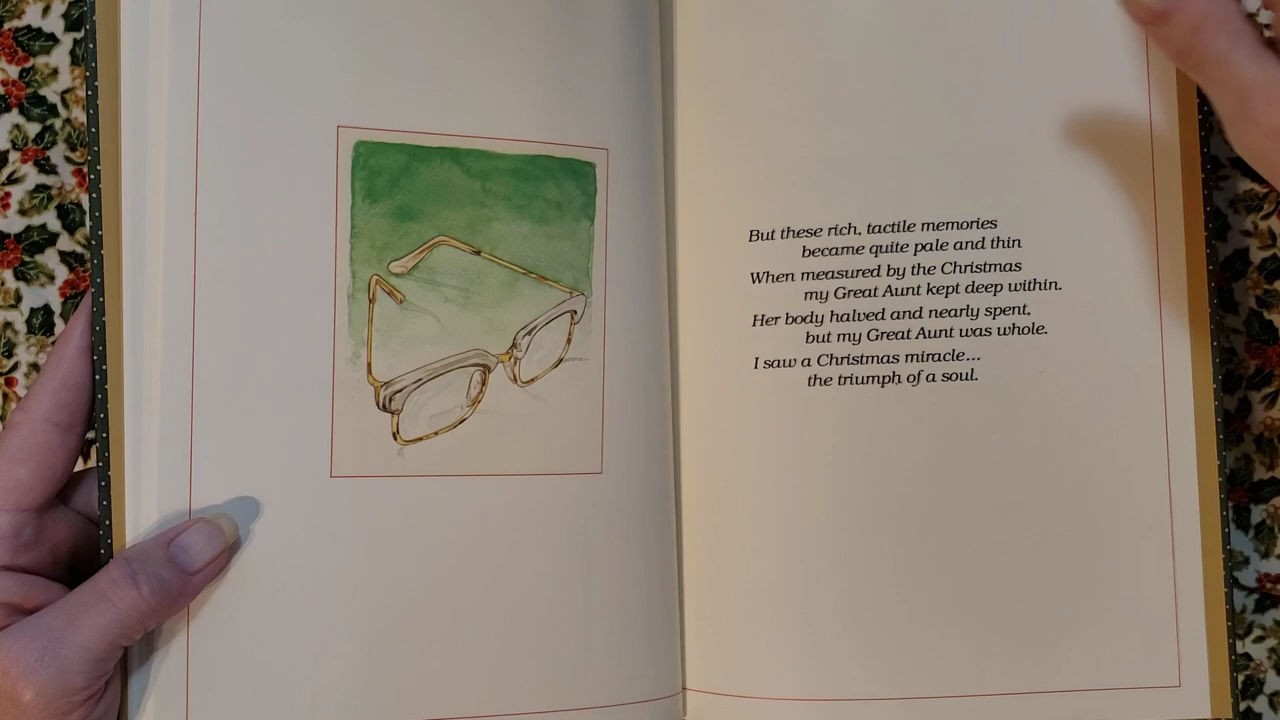 But these rich, tactile memories
became quite pale and thin
When measured by the Christmas
my Great Aunt kept deep within.
Her body halved and nearly spent,
but my Great Aunt was whole.
I saw a Christmas miracle...
the triumph of a soul.